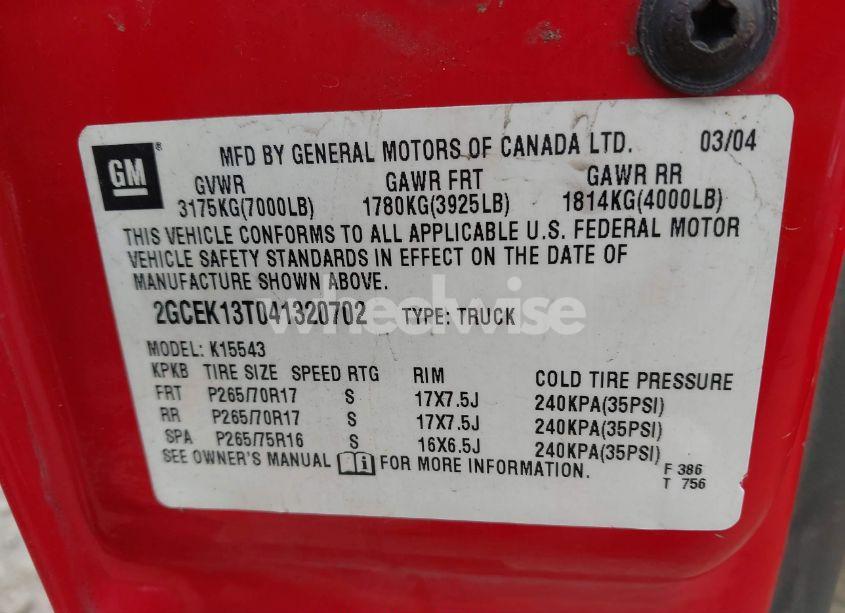 GM
®
MFD BY GENERAL MOTORS OF CANADA LTD. 03/04
GVWR GAWR FRT GAWR RR
3175KG(7000LB) 1780KG(3925LB) 1814KG(4000LB)
THIS VEHICLE CONFORMS TO ALL APPLICABLE U.S. FEDERAL MOTOR
VEHICLE SAFETY STANDARDS IN EFFECT ON THE DATE OF
MANUFACTURE SHOWN ABOVE.
2GCEK13T041320702 TYPE: TRUCK
wheelwise
MODEL: K15543
KPKB TIRE SIZE SPEED RTG RIM COLD TIRE PRESSURE
FRT P265/70R17 S 17X7.5J 240KPA(35PSI)
RR P265/70R17 S 17X7.5J 240KPA(35PSI)
SPA P265/75R16 S 16X6.5J 240KPA(35PSI)
SEE OWNER'S MANUAL i FOR MORE INFORMATION.
F 386
T 756